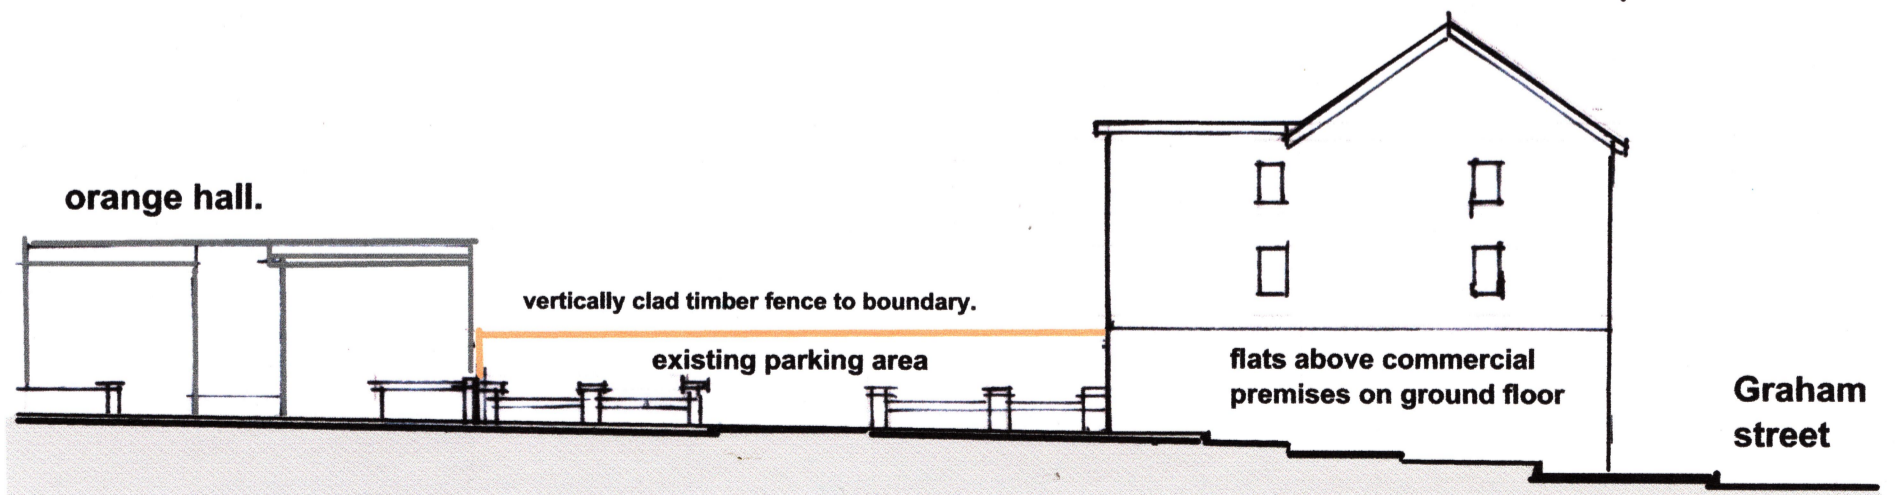 orange hall.
vertically clad timber fence to boundary.
existing parking area
flats above commercial
premises on ground floor
Graham
street